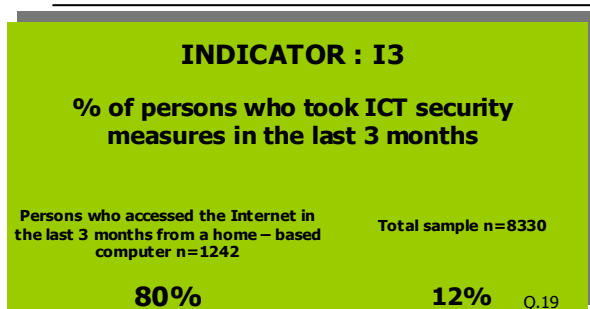 INDICATOR : I3
% of persons who took ICT security
measures in the last 3 months
Persons who accessed the Internet in
the last 3 months from a home – based
computer n=1242
Total sample n=8330
80%
12%
Q.19